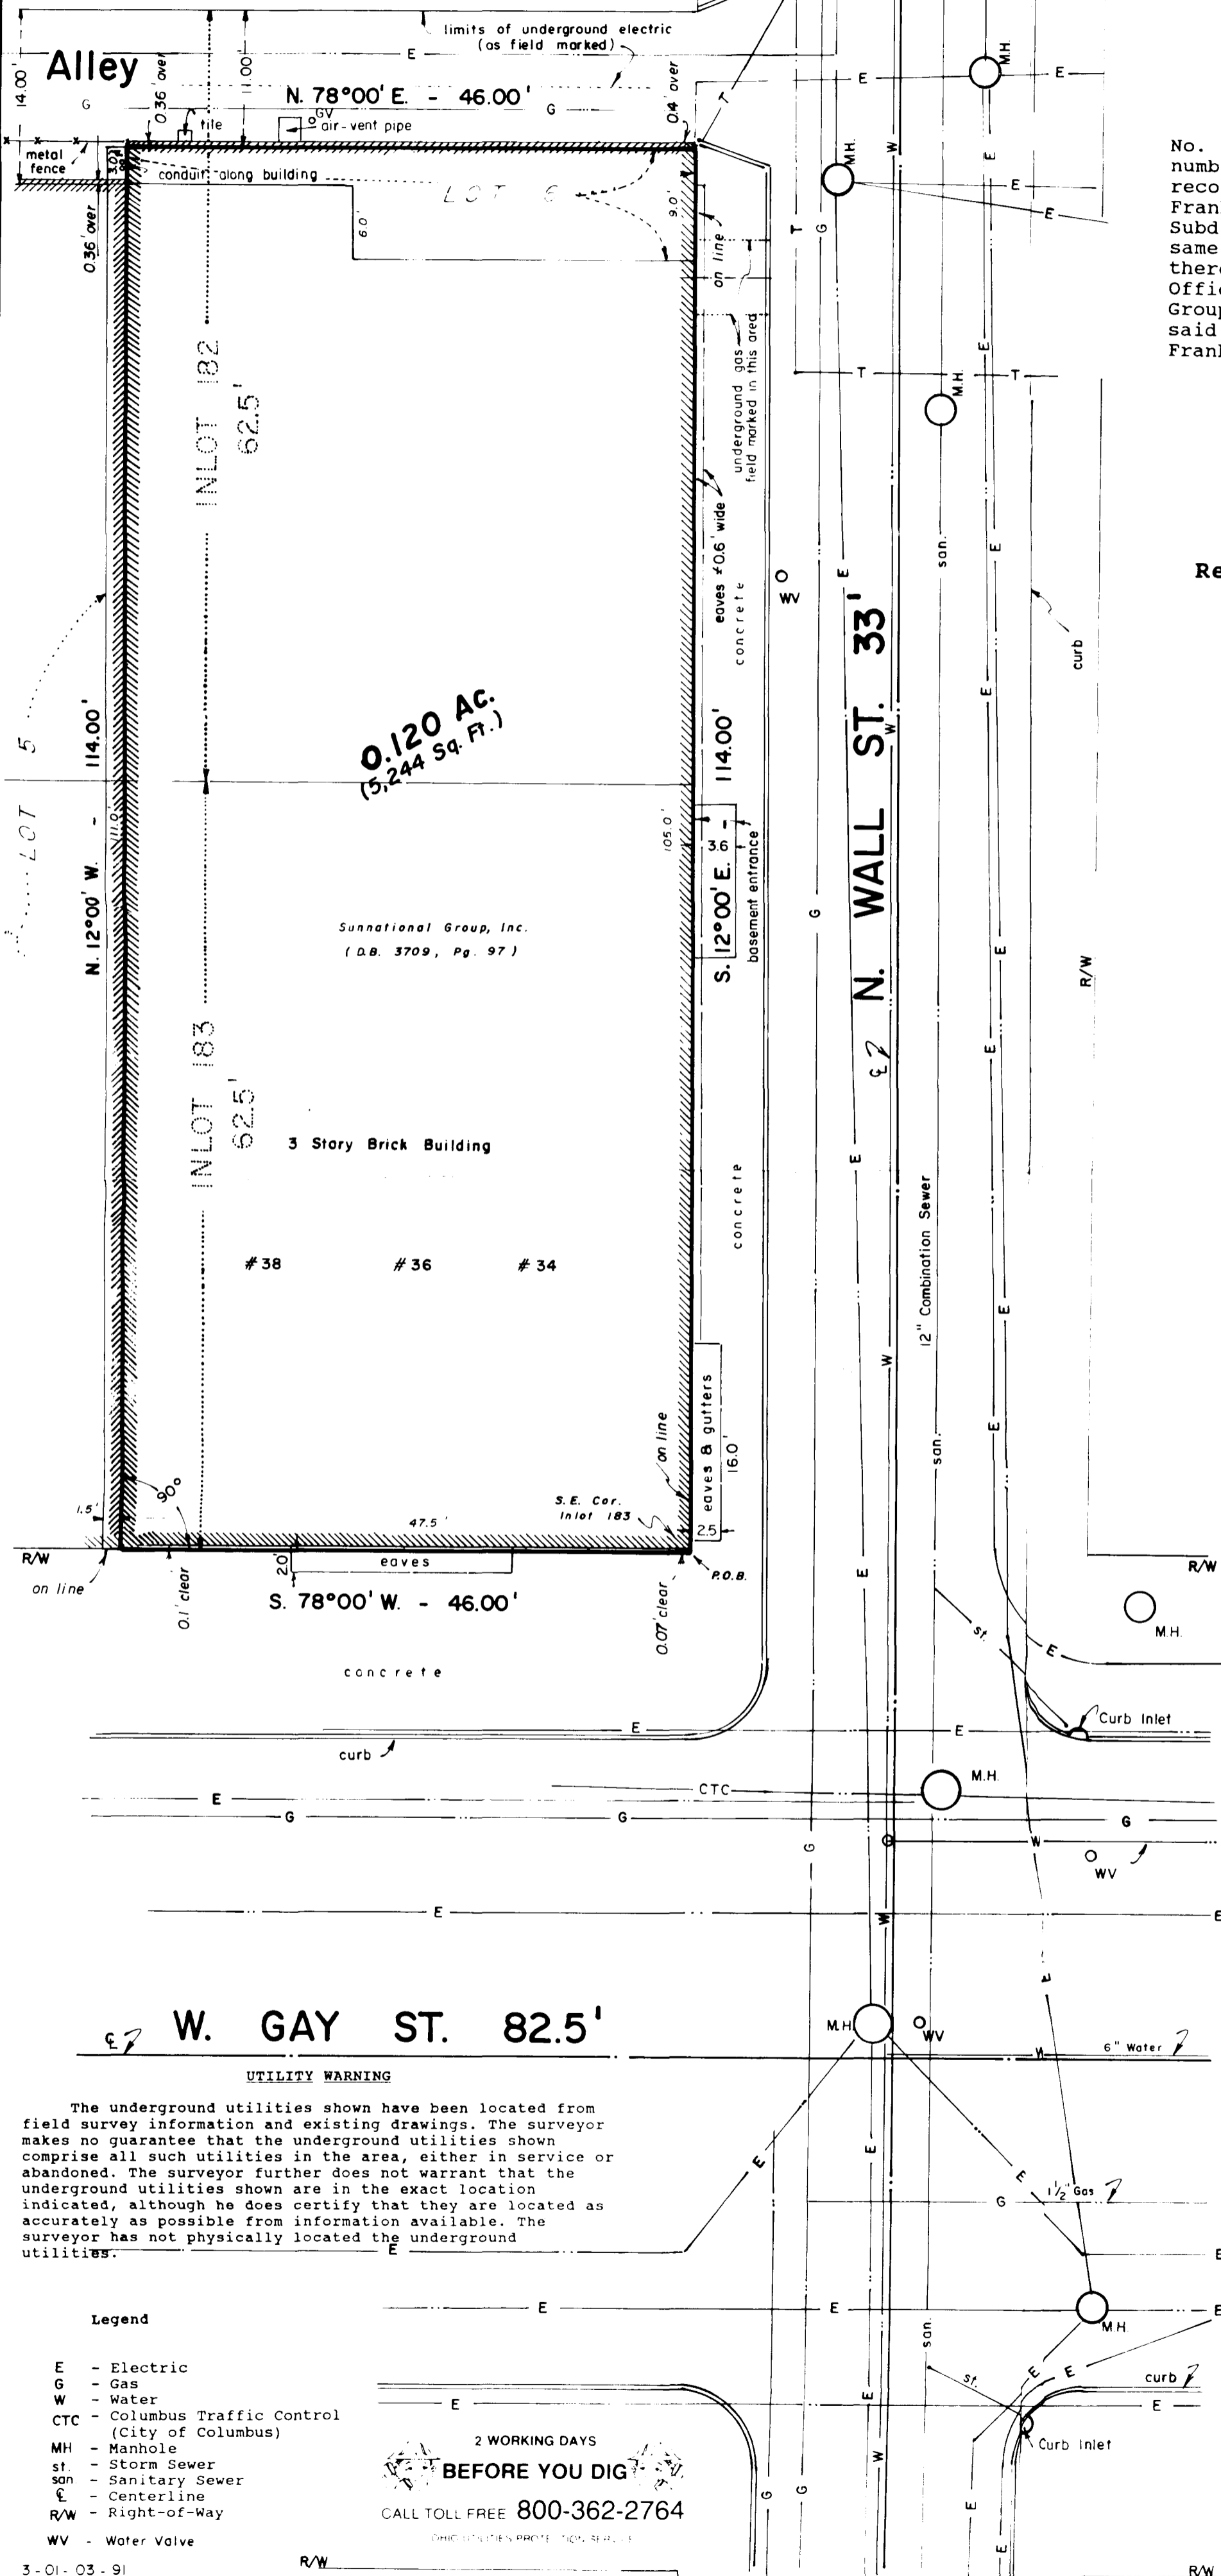 limits of underground electric
(as field marked)
E
Alley
14.00'
0.36' over
11.00'
G
N. 78°00' E. - 46.00'
G
0.4' over
T
E
M.H.
E
tile
GV
air-vent pipe
metal
fence
conduit along building
LOT 6
6.0'
9.0'
on line
0.36' over
M.H.
E
E
E
T
G
W
No.
numb
reco
Fran
Subd
same
there
Offic
Group
said
Frank
INLOT 182
62.5'
underground gas
field marked in this area
E
T
M.H.
T
eaves ≠0.6' wide
concrete
WV
E
san.
E
Re
curb
LOT 5
N. 12°00' W. - 114.00'
111.0'
0.120 Ac.
(5,244 Sq. Ft.)
S. 12°00' E. - 114.00'
105.0'
3.6
basement entrance
N. WALL ST. 33'
W
E
G
E
R/W
Sunnational Group, Inc.
(D.B. 3709, Pg. 97)
℄
INLOT 183
62.5'
3 Story Brick Building
concrete
E
E
12" Combination Sewer
#38 #36 #34
W
E
eaves & gutters
16.0'
on line
san.
E
90°
1.5'
47.5'
S.E. Cor.
Inlot 183
2.5
R/W
on line
0.1' clear
2.0'
eaves
P.O.B.
E
R/W
S. 78°00' W. - 46.00'
0.07' clear
M.H.
st.
E
concrete
E
E
Curb Inlet
curb
CTC
M.H.
E
G
G
G
G
W
WV
E
W
E
E
W. GAY ST. 82.5'
℄
M.H.
WV
W
6" Water
UTILITY WARNING
The underground utilities shown have been located from
field survey information and existing drawings. The surveyor
makes no guarantee that the underground utilities shown
comprise all such utilities in the area, either in service or
abandoned. The surveyor further does not warrant that the
underground utilities shown are in the exact location
indicated, although he does certify that they are located as
accurately as possible from information available. The
surveyor has not physically located the underground
utilities.
E
E
E
E
1½" Gas
G
E
E
E
M.H.
E
san.
Legend
E - Electric
G - Gas
W - Water
CTC - Columbus Traffic Control
(City of Columbus)
MH - Manhole
st. - Storm Sewer
san - Sanitary Sewer
℄ - Centerline
R/W - Right-of-Way
WV - Water Valve
E
E
st.
E
E
curb
E
Curb Inlet
W
G
G
E
E
2 WORKING DAYS
BEFORE YOU DIG
CALL TOLL FREE 800-362-2764
OHIO UTILITIES PROTECTION SERVICE
3-01-03-91
R/W
R/W